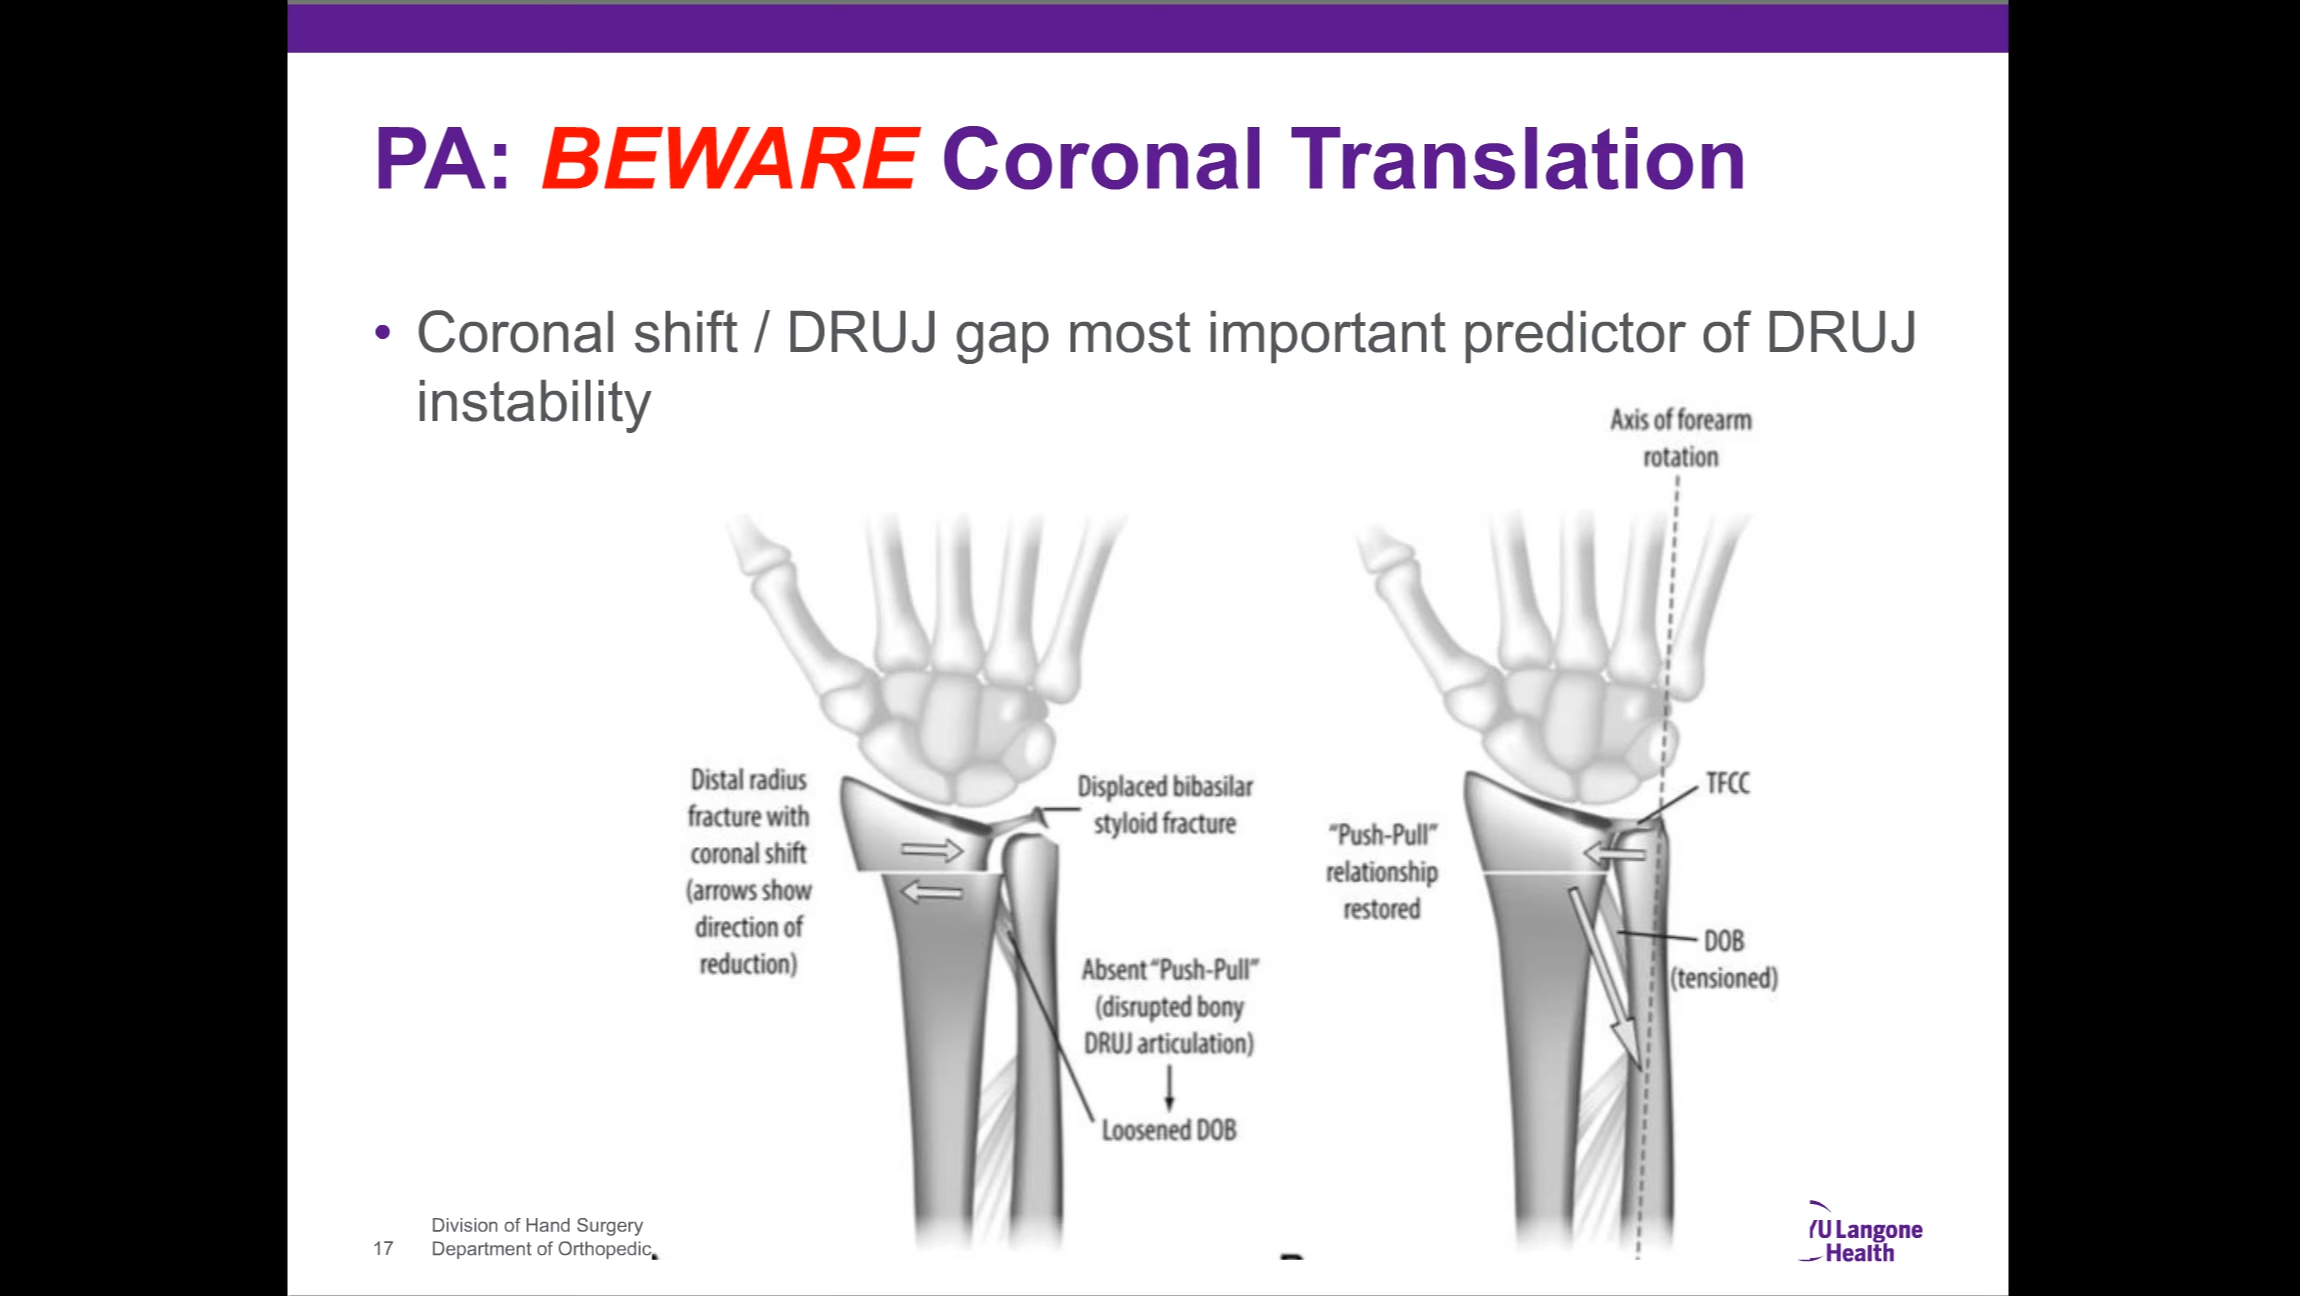 PA: BEWARE Coronal Translation
• Coronal shift / DRUJ gap most important predictor of DRUJ
instability
Axis of forearm
rotation
Distal radius
fracture with
coronal shift
(arrows show
direction of
reduction)
Displaced bibasilar
styloid fracture
Absent “Push-Pull”
(disrupted bony
DRUJ articulation)
Loosened DOB
“Push-Pull”
relationship
restored
TFCC
DOB
(tensioned)
17
Division of Hand Surgery
Department of Orthopedic
YU Langone
Health